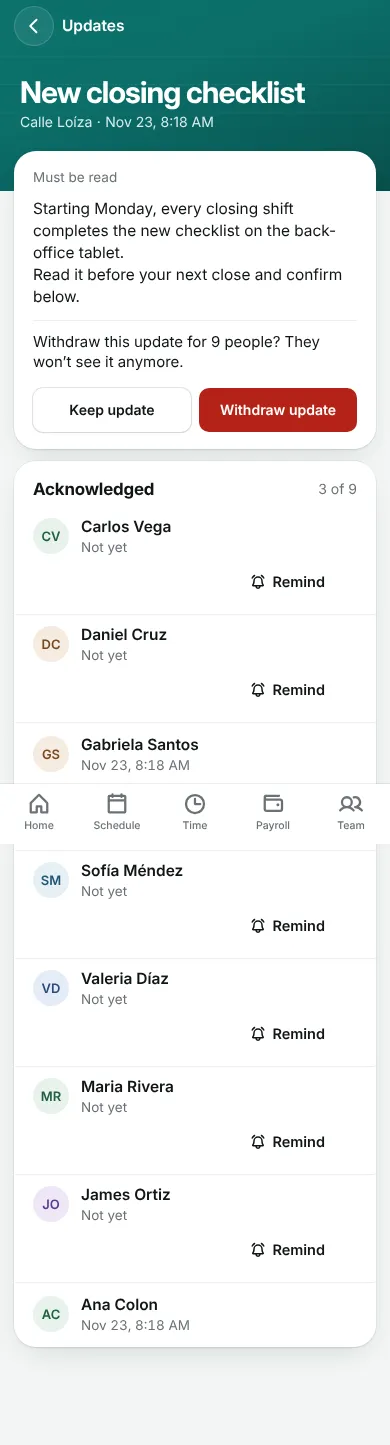 Updates
New closing checklist
Calle Loíza · Nov 23, 8:18 AM
Must be read
Starting Monday, every closing shift
completes the new checklist on the back-
office tablet.
Read it before your next close and confirm
below.
Withdraw this update for 9 people? They
won’t see it anymore.
Keep update
Withdraw update
Acknowledged
3 of 9
CV
Carlos Vega
Not yet
Remind
DC
Daniel Cruz
Not yet
Remind
GS
Gabriela Santos
Nov 23, 8:18 AM
Home
Schedule
Time
Payroll
Team
SM
Sofía Méndez
Not yet
Remind
VD
Valeria Díaz
Not yet
Remind
MR
Maria Rivera
Not yet
Remind
JO
James Ortiz
Not yet
Remind
AC
Ana Colon
Nov 23, 8:18 AM